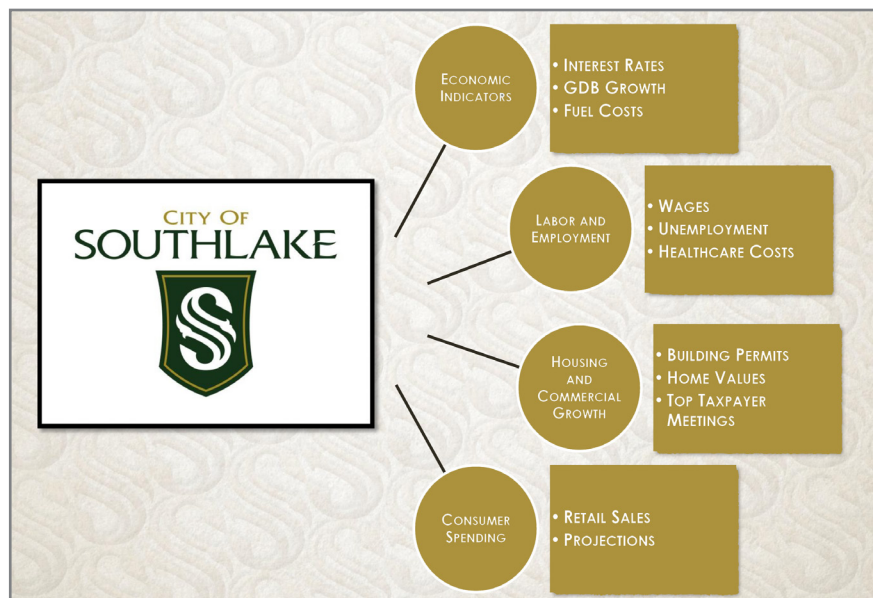 CITY OF
SOUTHLAKE
ECONOMIC
INDICATORS
• INTEREST RATES
• GDB GROWTH
• FUEL COSTS
LABOR AND
EMPLOYMENT
• WAGES
• UNEMPLOYMENT
• HEALTHCARE COSTS
HOUSING
AND
COMMERCIAL
GROWTH
• BUILDING PERMITS
• HOME VALUES
• TOP TAXPAYER
MEETINGS
CONSUMER
SPENDING
• RETAIL SALES
• PROJECTIONS